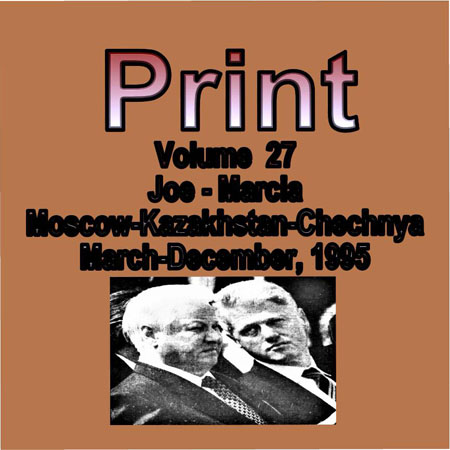 Print
Volume 27
Joe - Marcia
Moscow-Kazakhstan-Chechnya
March-December, 1995